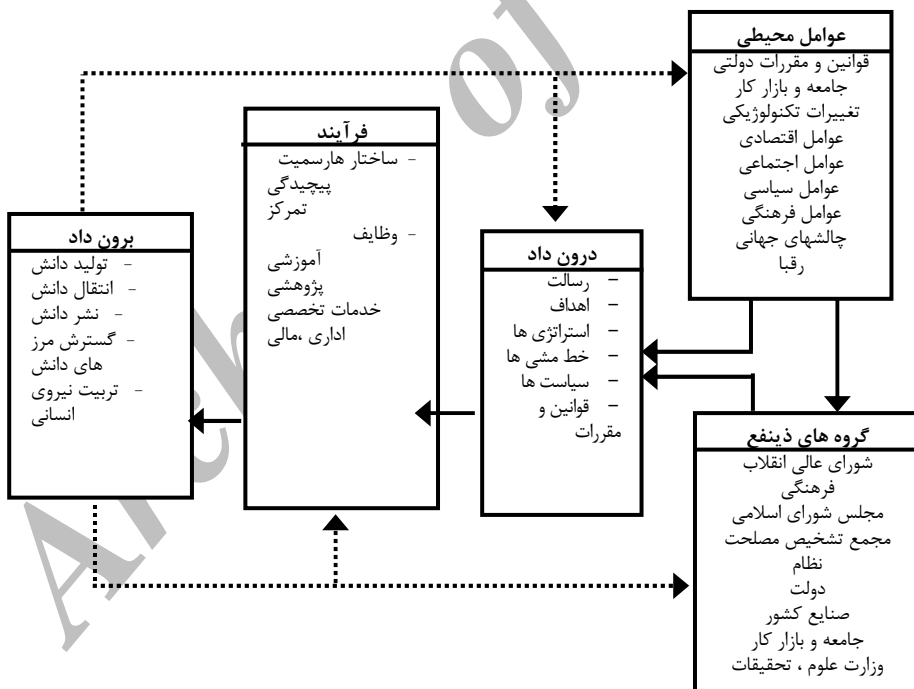 عوامل محیطی
قوانین و مقررات دولتی
جامعه و بازار کار
تغییرات تکنولوژیکی
عوامل اقتصادی
عوامل اجتماعی
عوامل سیاسی
عوامل فرهنگی
چالشهای جهانی
رقبا
گروه های ذینفع
شورای عالی انقلاب
فرهنگی
مجلس شورای اسلامی
مجمع تشخیص مصلحت
نظام
دولت
صنایع کشور
جامعه و بازار کار
وزارت علوم ، تحقیقات
درون داد
- رسالت
- اهداف
- استراتژی ها
- خط مشی ها
- سیاست ها
- قوانین و
مقررات
فرآیند
- ساختار هارسمیت
پیچیدگی
تمرکز
- وظایف
آموزشی
پژوهشی
خدمات تخصصی
اداری ،مالی
برون داد
- تولید دانش
- انتقال دانش
- نشر دانش
- گسترش مرز
های دانش
- تربیت نیروی
انسانی